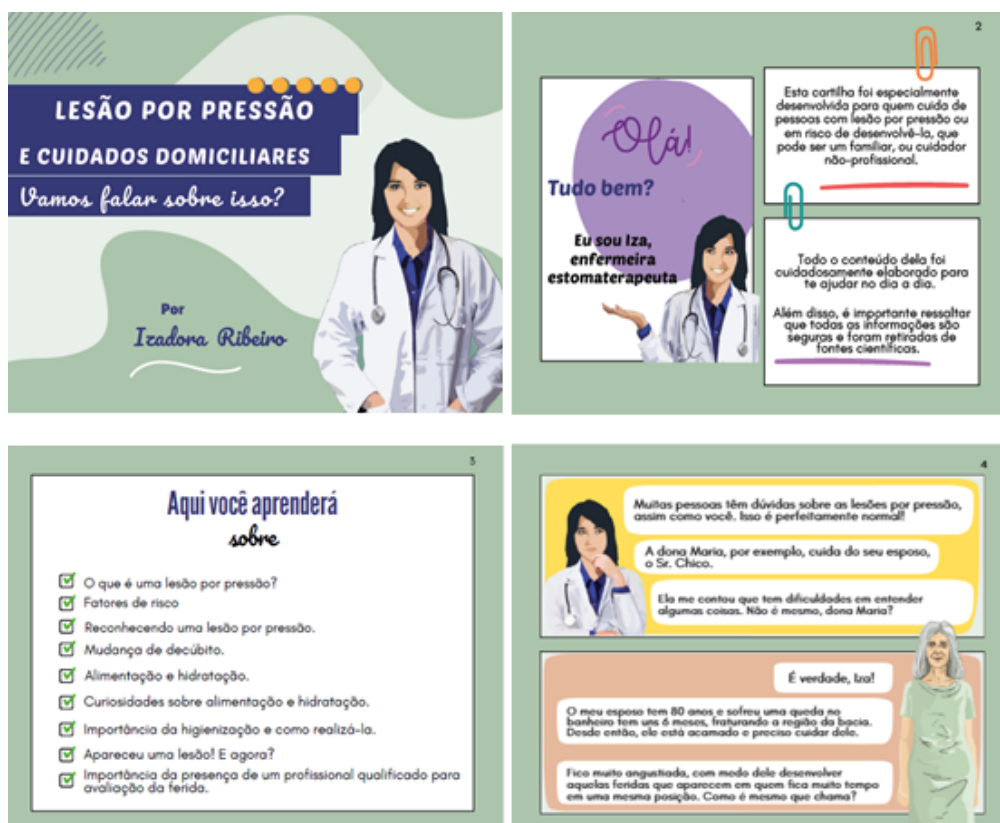 LESÃO POR PRESSÃO
E CUIDADOS DOMICILIARES
Vamos falar sobre isso?
Por
Izadora Ribeiro
2
Olá!
Tudo bem?
Eu sou Iza,
enfermeira
estomaterapeuta
Esta cartilha foi especialmente
desenvolvida para quem cuida de
pessoas com lesão por pressão ou
em risco de desenvolvê-la, que
pode ser um familiar, ou cuidador
não-profissional.
Todo o conteúdo dela foi
cuidadosamente elaborado para
te ajudar no dia a dia.
Além disso, é importante ressaltar
que todas as informações são
seguras e foram retiradas de
fontes científicas.
3
Aqui você aprenderá
sobre
O que é uma lesão por pressão?
Fatores de risco
Reconhecendo uma lesão por pressão.
Mudança de decúbito.
Alimentação e hidratação.
Curiosidades sobre alimentação e hidratação.
Importância da higienização e como realizá-la.
Apareceu uma lesão! E agora?
Importância da presença de um profissional qualificado para
avaliação da ferida.
4
Muitas pessoas têm dúvidas sobre as lesões por pressão,
assim como você. Isso é perfeitamente normal!
A dona Maria, por exemplo, cuida do seu esposo,
o Sr. Chico.
Ela me contou que tem dificuldades em entender
algumas coisas. Não é mesmo, dona Maria?
É verdade, Iza!
O meu esposo tem 80 anos e sofreu uma queda no
banheiro tem uns 6 meses, fraturando a região da bacia.
Desde então, ele está acamado e preciso cuidar dele.
Fico muito angustiada, com medo dele desenvolver
aquelas feridas que aparecem em quem fica muito tempo
em uma mesma posição. Como é mesmo que chama?